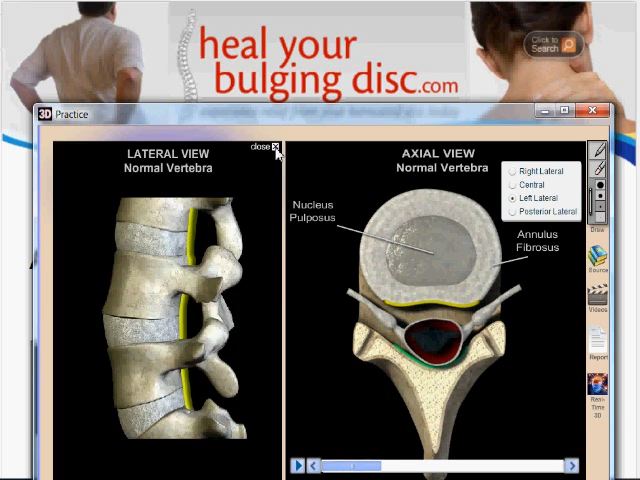 heal your
bulging disc.com
Click to
Search
3D Practice
LATERAL VIEW
Normal Vertebra
close
AXIAL VIEW
Normal Vertebra
Right Lateral
Central
Left Lateral
Posterior Lateral
Nucleus
Pulposus
Annulus
Fibrosus
Draw
Source
Videos
Report
Real-
Time
3D